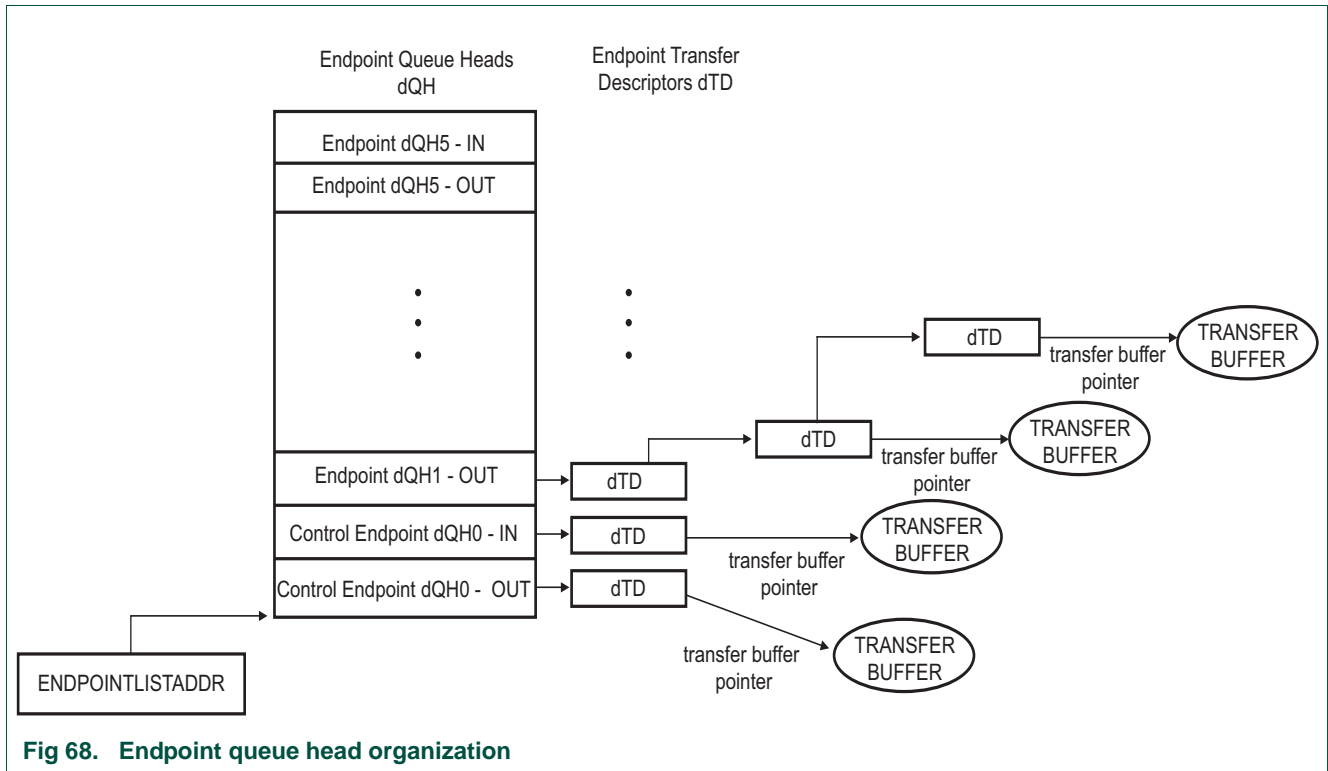 Endpoint Queue Heads
dQH
Endpoint Transfer
Descriptors dTD
Endpoint dQH5 - IN
Endpoint dQH5 - OUT
dTD
transfer buffer
pointer
TRANSFER
BUFFER
dTD
transfer buffer
pointer
TRANSFER
BUFFER
Endpoint dQH1 - OUT
dTD
Control Endpoint dQH0 - IN
dTD
transfer buffer
pointer
TRANSFER
BUFFER
Control Endpoint dQH0 - OUT
dTD
transfer buffer
pointer
TRANSFER
BUFFER
ENDPOINTLISTADDR
Fig 68. Endpoint queue head organization